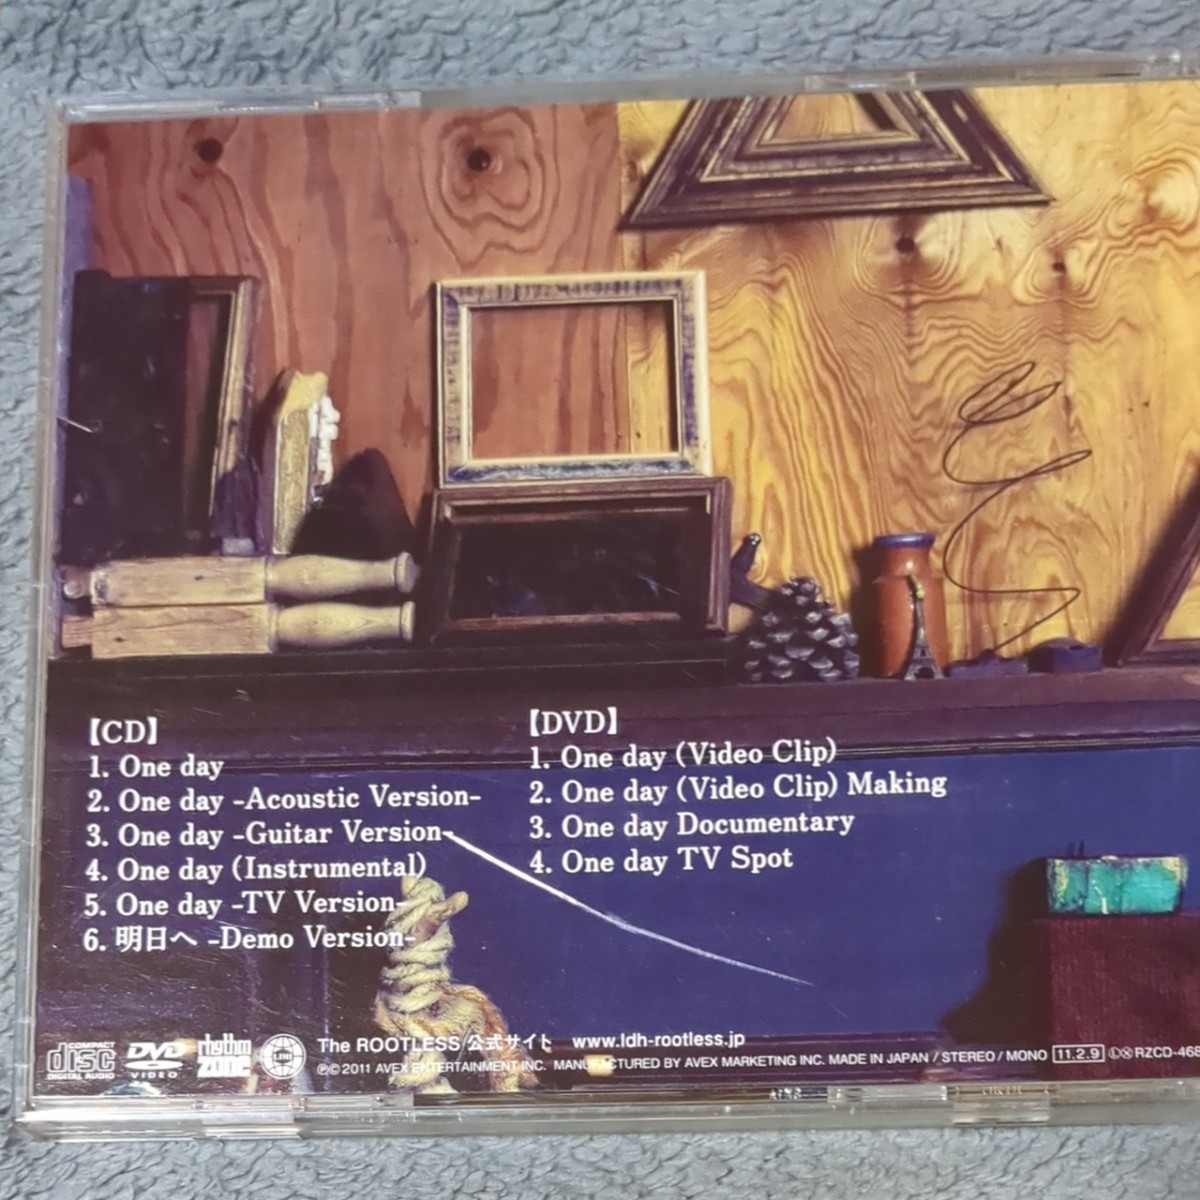 【CD】
1. One day
2. One day -Acoustic Version-
3. One day -Guitar Version-
4. One day (Instrumental)
5. One day -TV Version-
6. 明日へ -Demo Version-
【DVD】
1. One day (Video Clip)
2. One day (Video Clip) Making
3. One day Documentary
4. One day TV Spot
COMPACT
disc
DIGITAL AUDIO
DVD
VIDEO
rhythm
zone
LDH
The ROOTLESS 公式サイト www.ldh-rootless.jp
℗© 2011 AVEX ENTERTAINMENT INC. MANUFACTURED BY AVEX MARKETING INC. MADE IN JAPAN / STEREO / MONO 11.2.9 Ⓛ RZCD-468